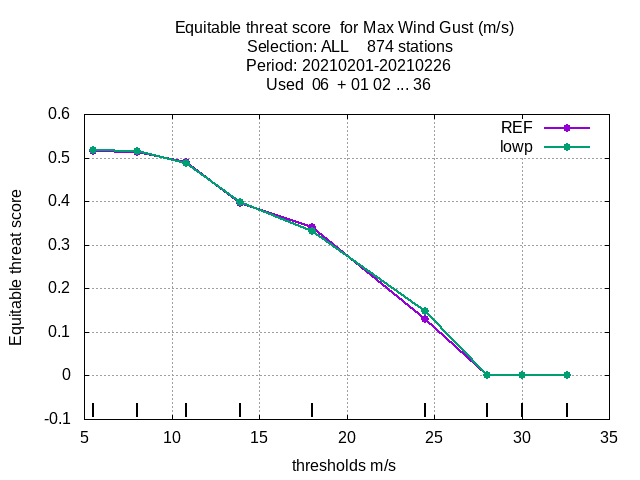 Equitable threat score  for Max Wind Gust (m/s)
Selection: ALL    874 stations
Period: 20210201-20210226
Used  06  + 01 02 ... 36
REF
lowp
0.6
0.5
0.4
0.3
0.2
0.1
0
-0.1
Equitable threat score
5 10 15 20 25 30 35
thresholds m/s